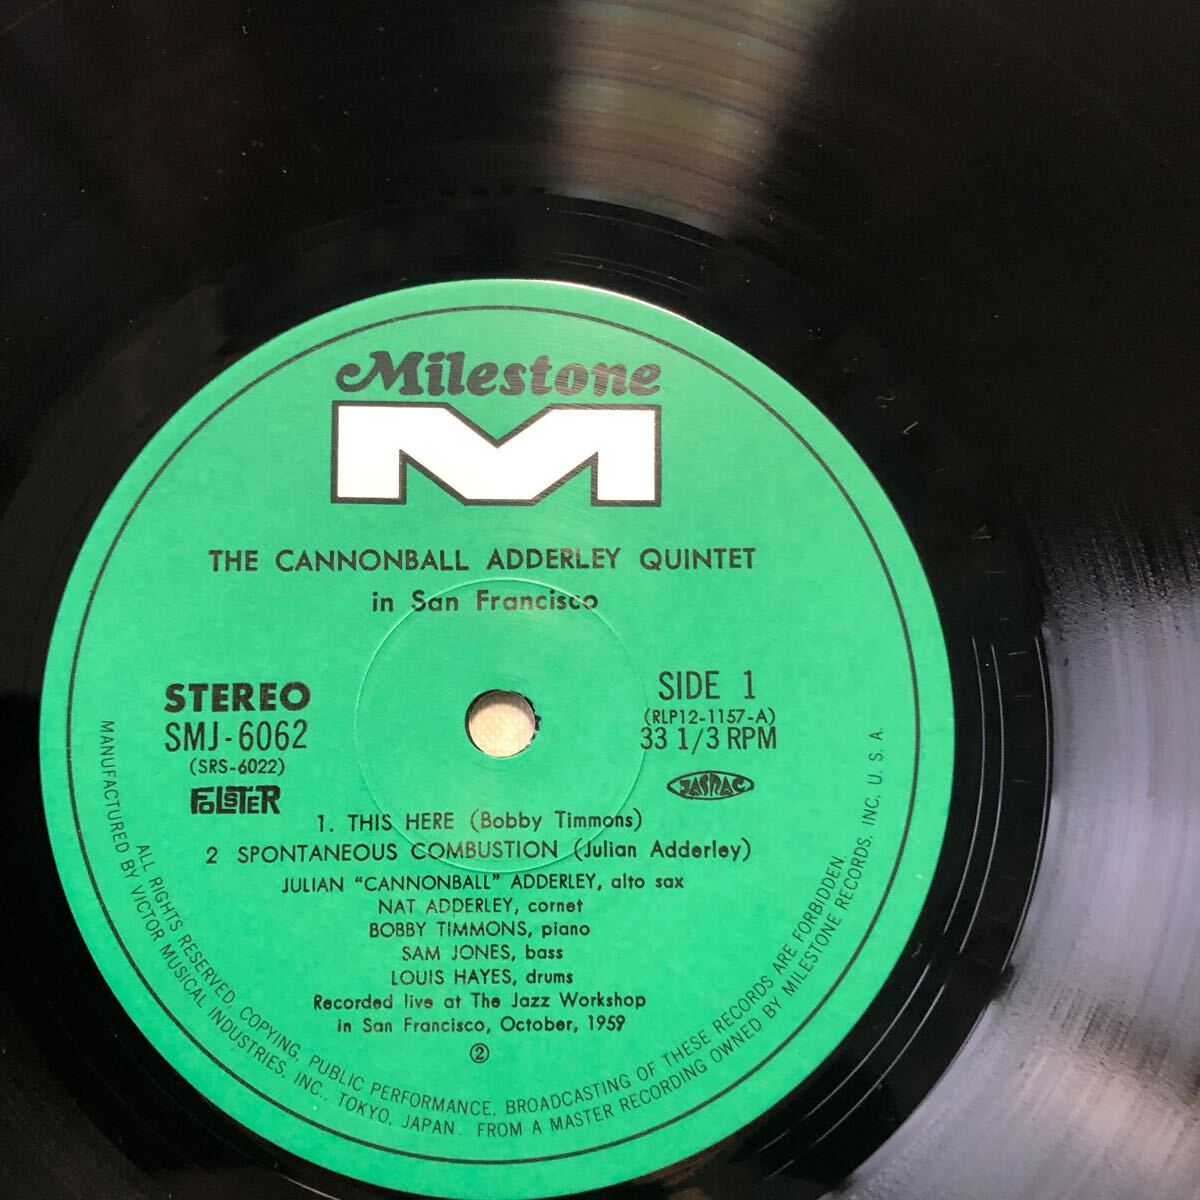 Milestone
THE CANNONBALL ADDERLEY QUINTET
in San Francisco
STEREO
SMJ-6062
(SRS-6022)
FOLSTER
SIDE 1
(RLP12-1157-A)
33 1/3 RPM
JASRAC
1. THIS HERE (Bobby Timmons)
2 SPONTANEOUS COMBUSTION (Julian Adderley)
JULIAN "CANNONBALL" ADDERLEY, alto sax
NAT ADDERLEY, cornet
BOBBY TIMMONS, piano
SAM JONES, bass
LOUIS HAYES, drums
Recorded live at The Jazz Workshop
in San Francisco, October, 1959
②
ALL RIGHTS RESERVED, COPYING, PUBLIC PERFORMANCE, BROADCASTING OF THESE RECORDS ARE FORBIDDEN.
MANUFACTURED BY VICTOR MUSICAL INDUSTRIES, INC., TOKYO, JAPAN. FROM A MASTER RECORDING OWNED BY MILESTONE RECORDS, INC, U. S. A.